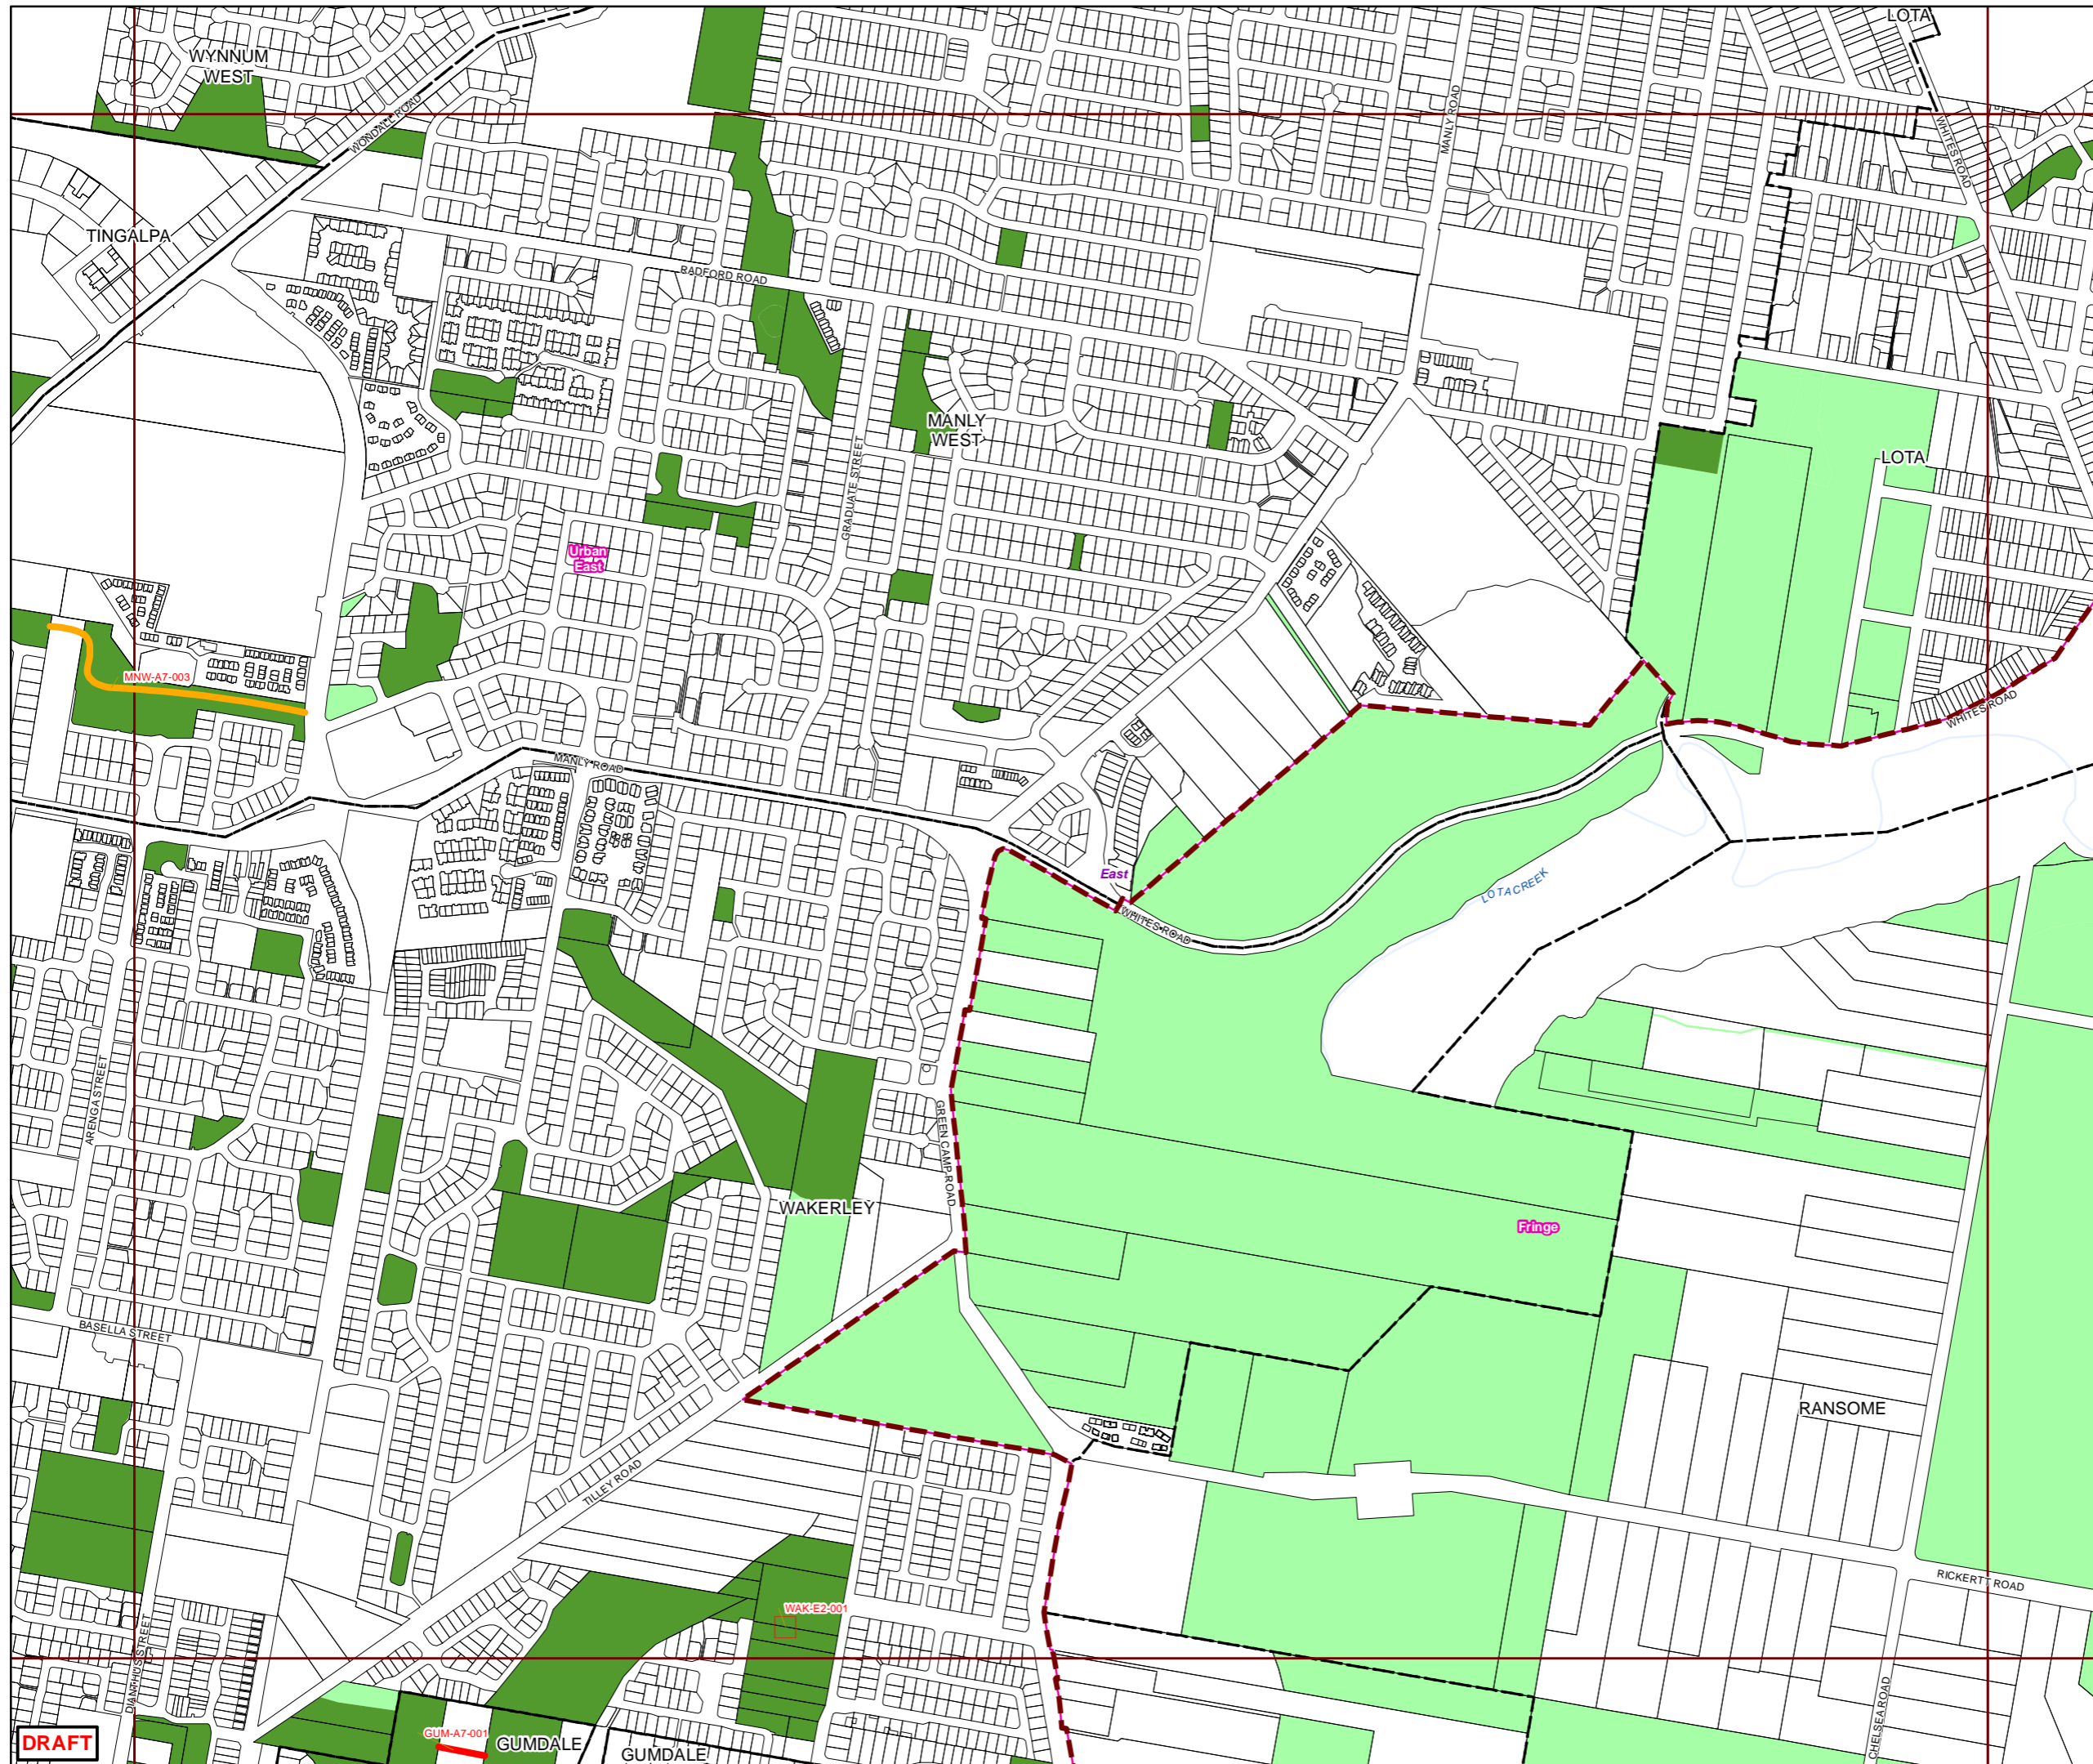 LOTA
WYNNUM
WEST
WONDALL ROAD
MANLY ROAD
WHITES ROAD
TINGALPA
RADFORD ROAD
MANLY
WEST
LOTA
GRADUATE STREET
Urban
East
MNW-A7-003
WHITES ROAD
MANLY ROAD
East
LOTA CREEK
WHITES ROAD
ARENGA STREET
GREEN CAMP ROAD
WAKERLEY
Fringe
BASELLA STREET
RANSOME
TILLEY ROAD
RICKERTT ROAD
WAK-E2-001
DIANTHUS STREET
CHELSEA ROAD
GUM-A7-001
DRAFT
GUMDALE
GUMDALE